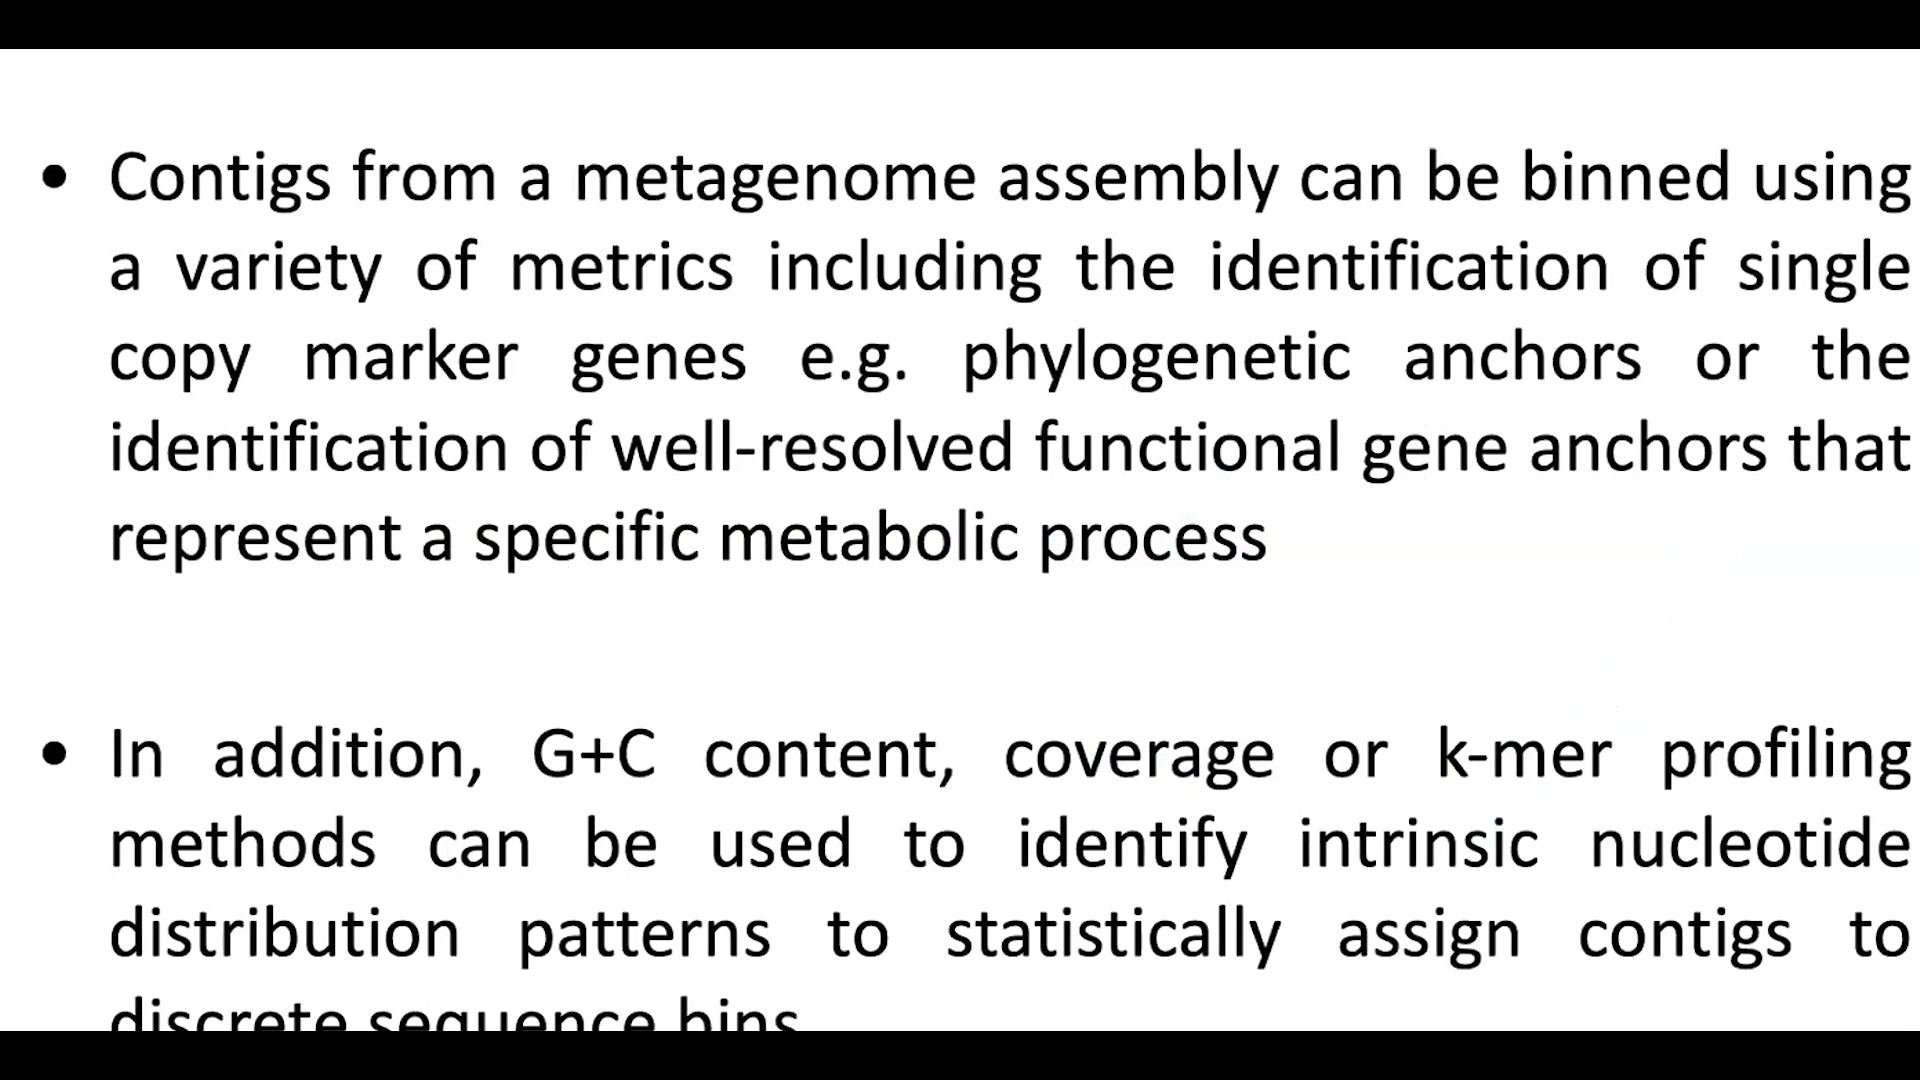 • Contigs from a metagenome assembly can be binned using
a variety of metrics including the identification of single
copy marker genes e.g. phylogenetic anchors or the
identification of well-resolved functional gene anchors that
represent a specific metabolic process
• In addition, G+C content, coverage or k-mer profiling
methods can be used to identify intrinsic nucleotide
distribution patterns to statistically assign contigs to
discrete sequence bins